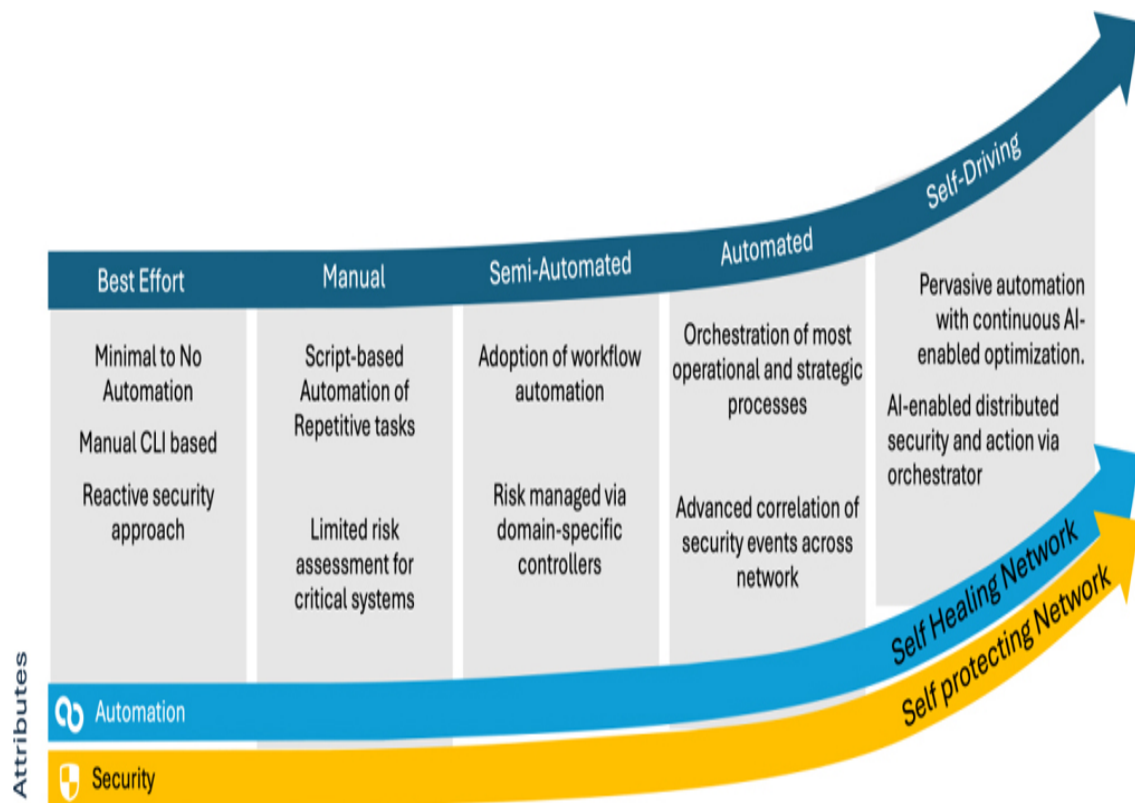 Best Effort
Manual
Semi-Automated
Automated
Self-Driving
Minimal to No
Automation
Manual CLI based
Reactive security
approach
Script-based
Automation of
Repetitive tasks
Limited risk
assessment for
critical systems
Adoption of workflow
automation
Risk managed via
domain-specific
controllers
Orchestration of most
operational and strategic
processes
Advanced correlation of
security events across
network
Pervasive automation
with continuous AI-
enabled optimization.
AI-enabled distributed
security and action via
orchestrator
Attributes
Automation
Self Healing Network
Security
Self protecting Network